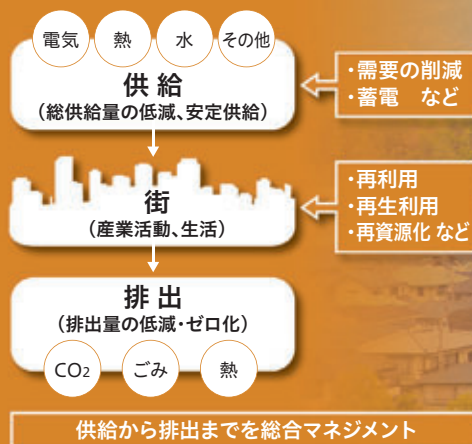 電気 熱 水 その他
供給
(総供給量の低減、安定供給)
・需要の削減
・蓄電 など
街
(産業活動、生活)
・再利用
・再生利用
・再資源化 など
排出
(排出量の低減・ゼロ化)
CO2 ごみ 熱
供給から排出までを総合マネジメント